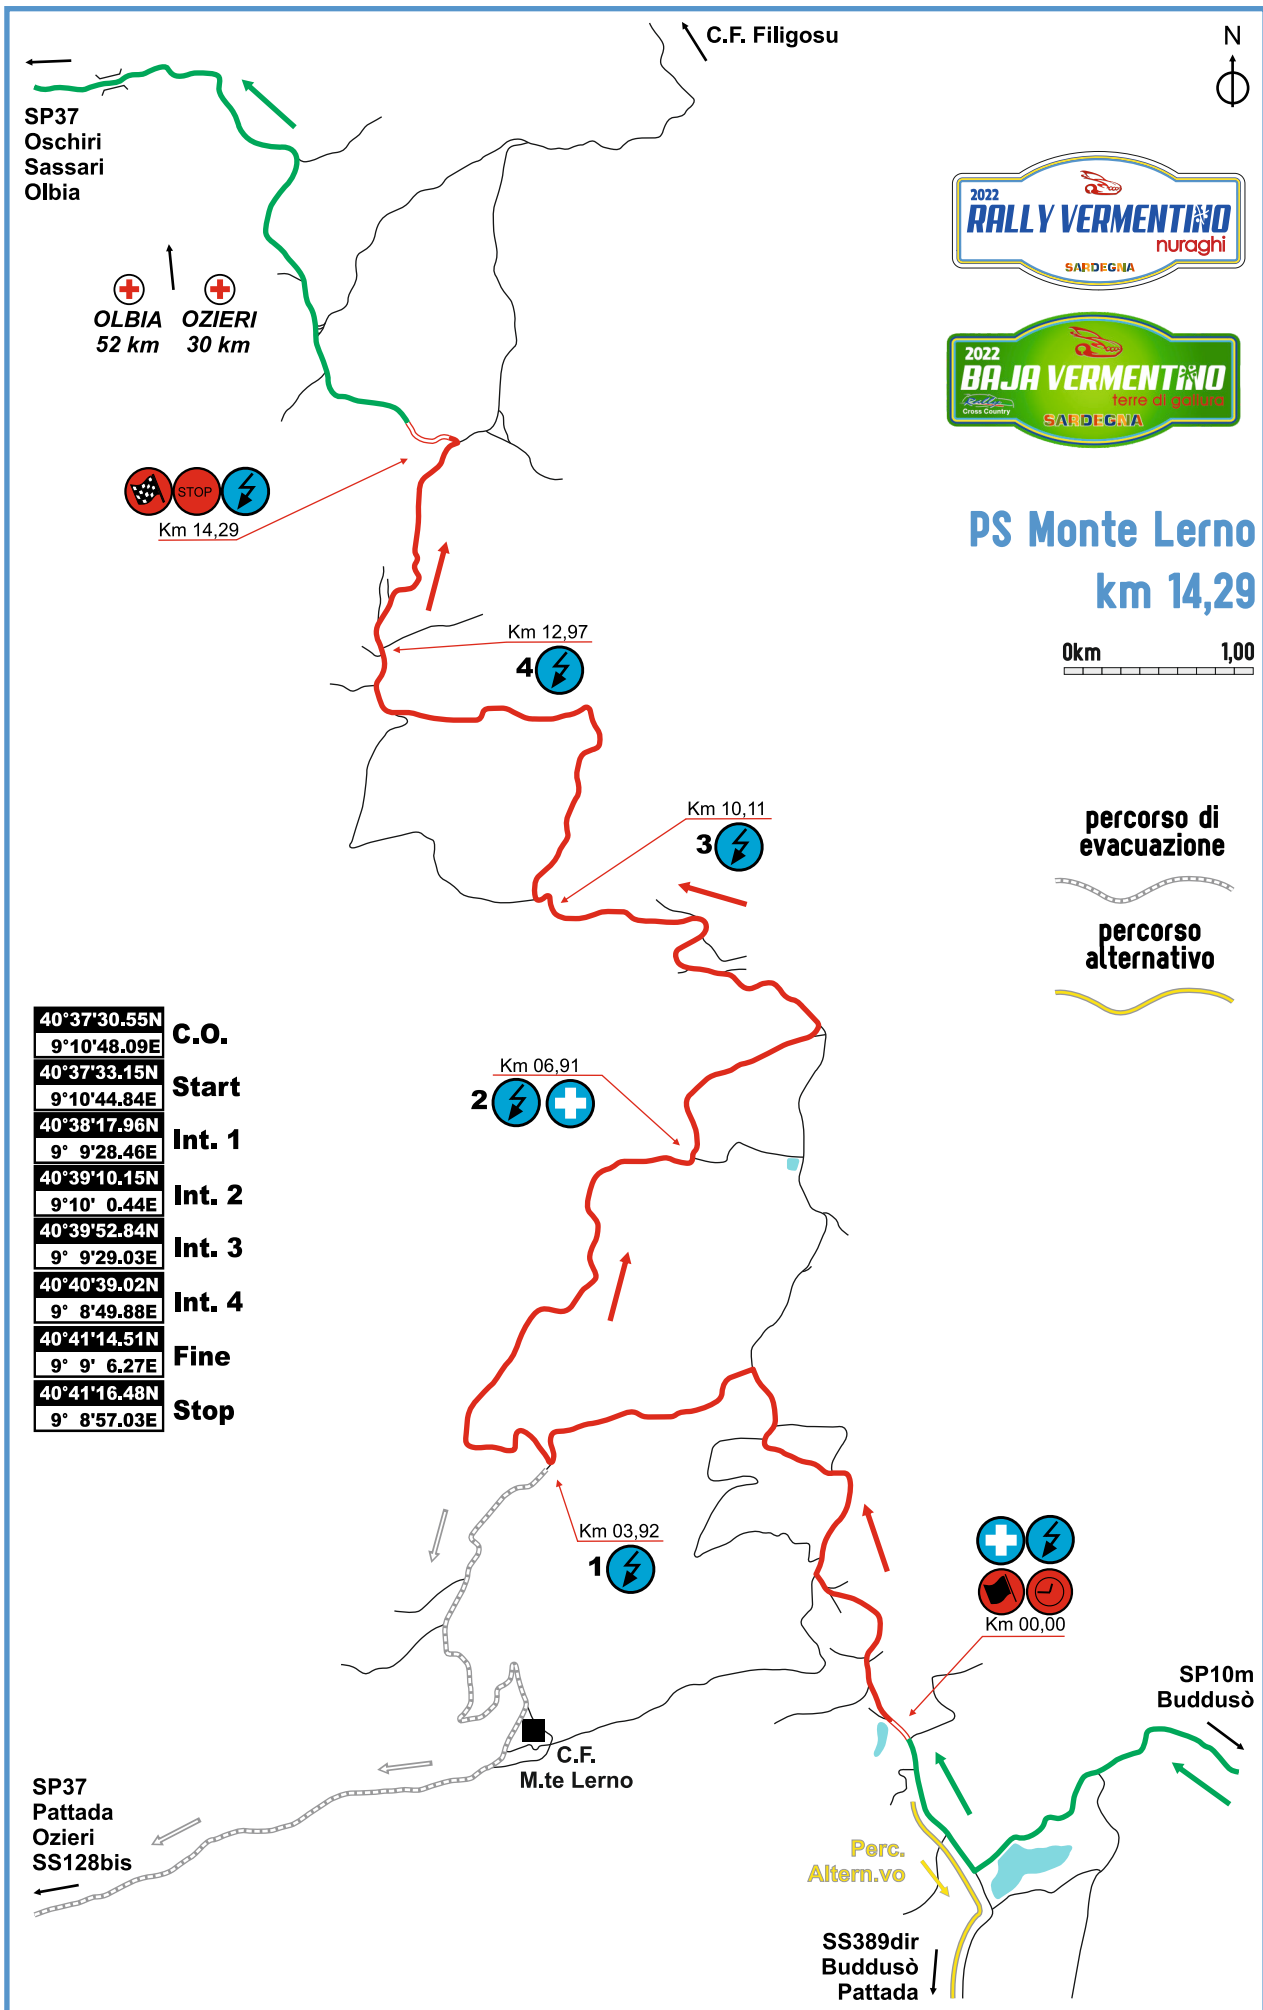 C.F. Filigosu
N
SP37
Oschiri
Sassari
Olbia
2022
RALLY VERMENTINO
nuraghi
SARDEGNA
OLBIA
52 km
OZIERI
30 km
2022
BAJA VERMENTINO
terre di gallura
Rally
Cross Country
SARDEGNA
STOP
Km 14,29
PS Monte Lerno
km 14,29
Km 12,97
4
0km 1,00
Km 10,11
3
percorso di
evacuazione
percorso
alternativo
40°37'30.55N
9°10'48.09E
C.O.
40°37'33.15N
9°10'44.84E
Start
40°38'17.96N
9° 9'28.46E
Int. 1
40°39'10.15N
9°10' 0.44E
Int. 2
40°39'52.84N
9° 9'29.03E
Int. 3
40°40'39.02N
9° 8'49.88E
Int. 4
40°41'14.51N
9° 9' 6.27E
Fine
40°41'16.48N
9° 8'57.03E
Stop
Km 06,91
2
Km 03,92
1
Km 00,00
SP10m
Buddusò
C.F.
M.te Lerno
SP37
Pattada
Ozieri
SS128bis
Perc.
Altern.vo
SS389dir
Buddusò
Pattada